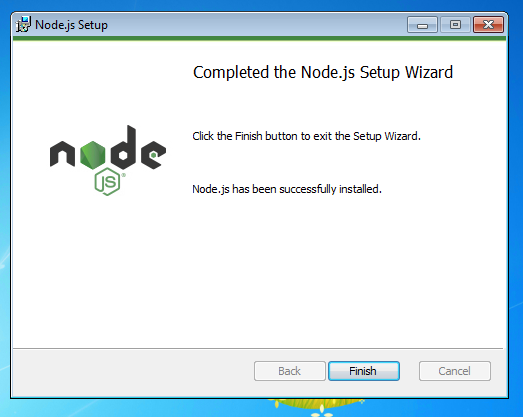 Node.js Setup
Completed the Node.js Setup Wizard
Click the Finish button to exit the Setup Wizard.
node
JS
Node.js has been successfully installed.
Back
Finish
Cancel